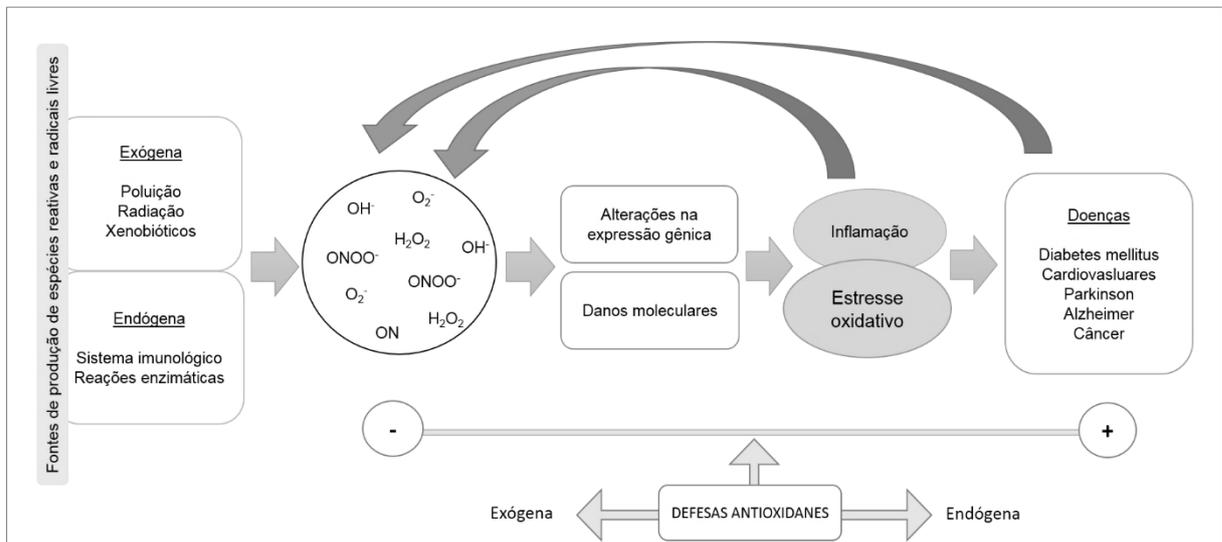 Fontes de produção de espécies reativas e radicais livres
Exógena
Poluição
Radiação
Xenobióticos
Endógena
Sistema imunológico
Reações enzimáticas
OH⁻
O₂⁻
H₂O₂
OH⁻
ONOO⁻
ONOO⁻
O₂⁻
H₂O₂
ON
Alterações na
expressão gênica
Danos moleculares
Inflamação
Estresse
oxidativo
Doenças
Diabetes mellitus
Cardiovasluares
Parkinson
Alzheimer
Câncer
-
+
Exógena
DEFESAS ANTIOXIDANES
Endógena